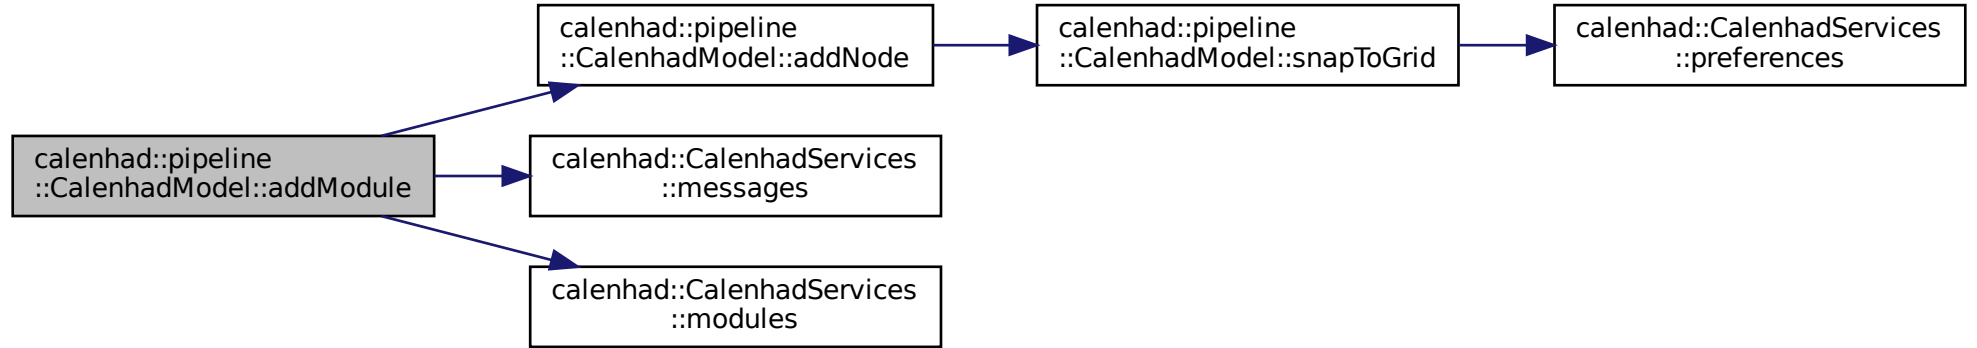 calenhad::pipeline
::CalenhadModel::addModule
calenhad::pipeline
::CalenhadModel::addNode
calenhad::pipeline
::CalenhadModel::snapToGrid
calenhad::CalenhadServices
::preferences
calenhad::CalenhadServices
::messages
calenhad::CalenhadServices
::modules